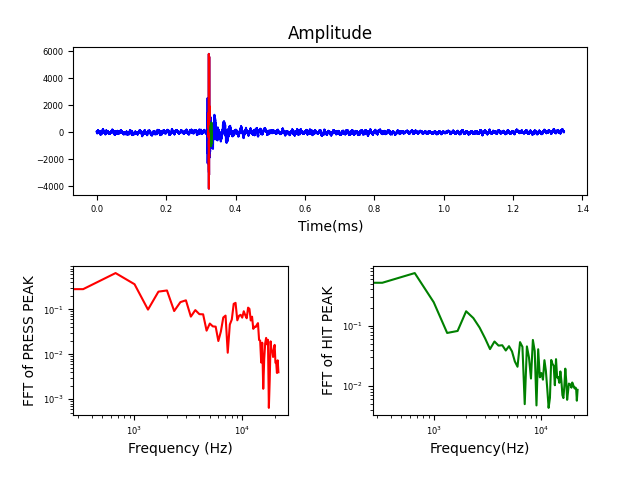 Amplitude
6000
4000
2000
0
−2000
−4000
0.0 0.2 0.4 0.6 0.8 1.0 1.2 1.4
Time(ms)
FFT of PRESS PEAK
10⁻¹
10⁻²
10⁻³
10³ 10⁴
Frequency (Hz)
FFT of HIT PEAK
10⁻¹
10⁻²
10³ 10⁴
Frequency(Hz)